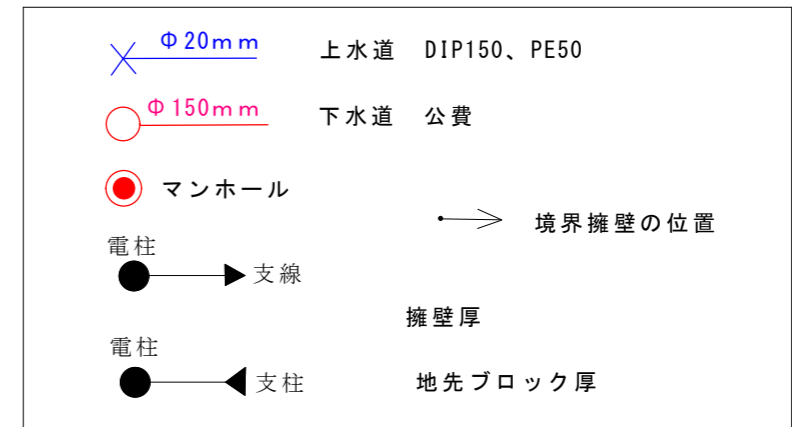 Φ20mm 上水道 DIP150、PE50
Φ150mm 下水道 公費
マンホール
境界擁壁の位置
電柱
支線
擁壁厚
電柱
支柱 地先ブロック厚